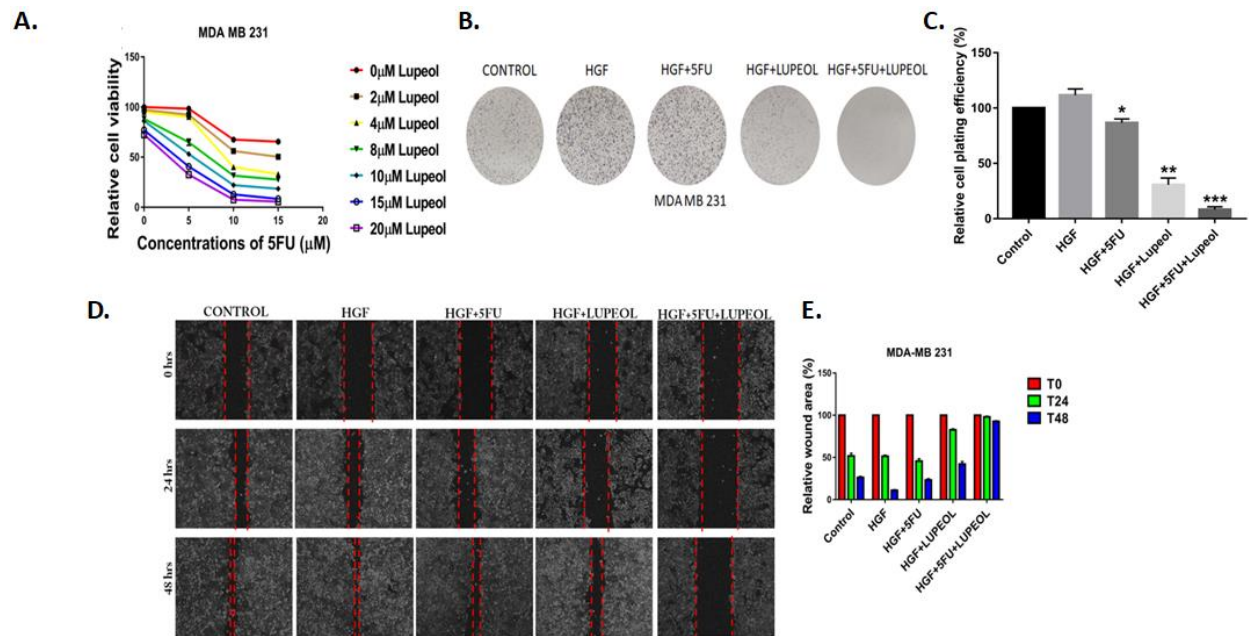 A.
MDA MB 231
Relative cell viability
150
100
50
0
0
5
10
15
20
Concentrations of 5FU (μM)
0μM Lupeol
2μM Lupeol
4μM Lupeol
8μM Lupeol
10μM Lupeol
15μM Lupeol
20μM Lupeol
B.
CONTROL
HGF
HGF+5FU
HGF+LUPEOL
HGF+5FU+LUPEOL
MDA MB 231
C.
Relative cell plating efficiency (%)
150
100
50
0
*
**
***
Control
HGF
HGF+5FU
HGF+Lupeol
HGF+5FU+Lupeol
D.
CONTROL
HGF
HGF+5FU
HGF+LUPEOL
HGF+5FU+LUPEOL
0 hrs
24 hrs
48 hrs
E.
MDA-MB 231
Relative wound area (%)
150
100
50
0
Control
HGF
HGF+5FU
HGF+LUPEOL
HGF+5FU+LUPEOL
T0
T24
T48